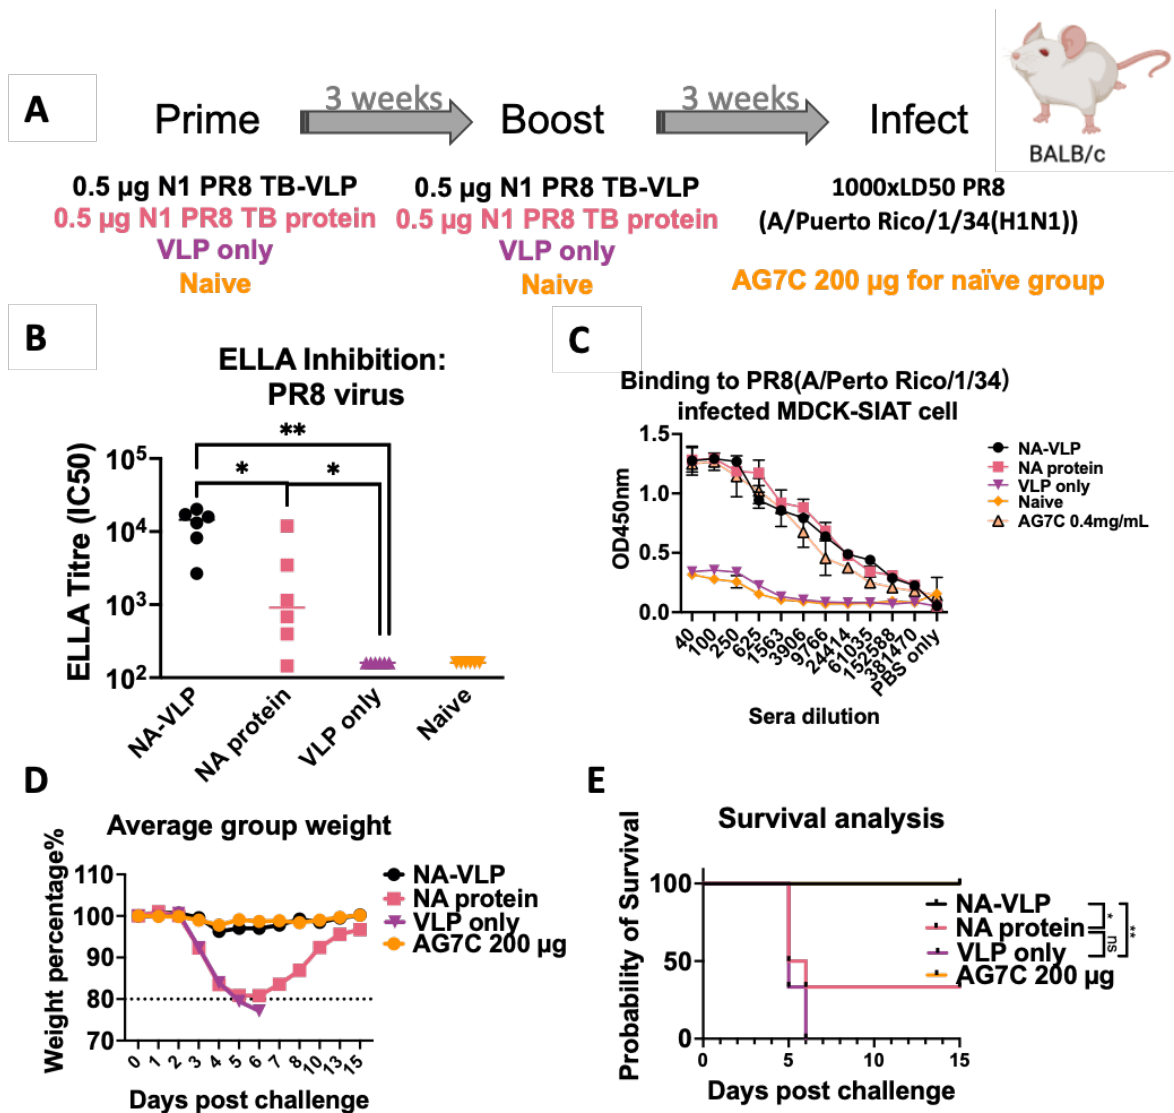 A
Prime
3 weeks
Boost
3 weeks
Infect
BALB/c
0.5 µg N1 PR8 TB-VLP
0.5 µg N1 PR8 TB protein
VLP only
Naive
0.5 µg N1 PR8 TB-VLP
0.5 µg N1 PR8 TB protein
VLP only
Naive
1000xLD50 PR8
(A/Puerto Rico/1/34(H1N1))
AG7C 200 µg for naïve group
B
ELLA Inhibition:
PR8 virus
**
*
*
ELLA Titre (IC50)
10⁵
10⁴
10³
10²
NA-VLP
NA protein
VLP only
Naive
C
Binding to PR8(A/Perto Rico/1/34)
infected MDCK-SIAT cell
OD450nm
1.5
1.0
0.5
0.0
40
100
250
625
1563
3906
9766
24414
61035
152588
381470
PBS only
Sera dilution
NA-VLP
NA protein
VLP only
Naive
AG7C 0.4mg/mL
D
Average group weight
Weight percentage%
110
100
90
80
70
0
1
2
3
4
5
6
7
8
10
13
15
Days post challenge
NA-VLP
NA protein
VLP only
AG7C 200 µg
E
Survival analysis
Probability of Survival
100
50
0
0
5
10
15
Days post challenge
NA-VLP
NA protein
VLP only
AG7C 200 µg
*
ns
**